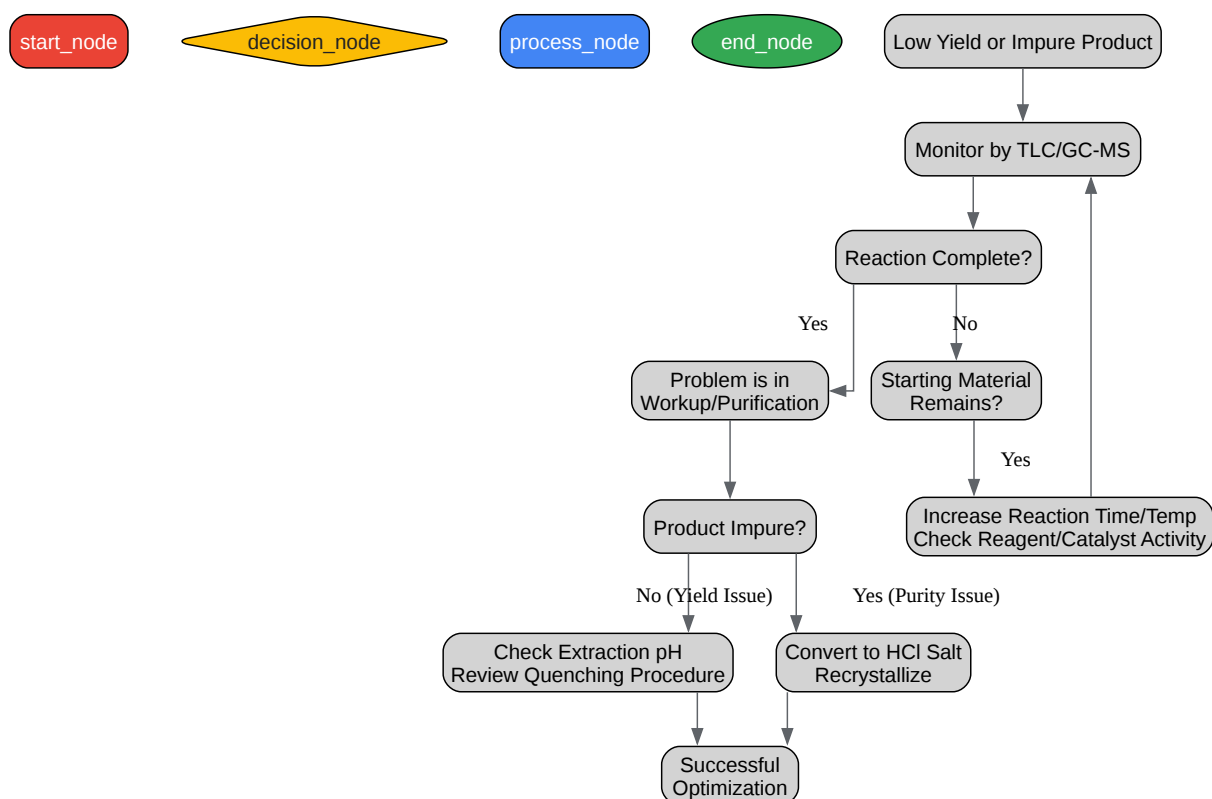 start_node
decision_node
process_node
end_node
Low Yield or Impure Product
Monitor by TLC/GC-MS
Reaction Complete?
Yes
No
Problem is in
Workup/Purification
Starting Material
Remains?
Yes
Product Impure?
Increase Reaction Time/Temp
Check Reagent/Catalyst Activity
No (Yield Issue)
Yes (Purity Issue)
Check Extraction pH
Review Quenching Procedure
Convert to HCl Salt
Recrystallize
Successful
Optimization